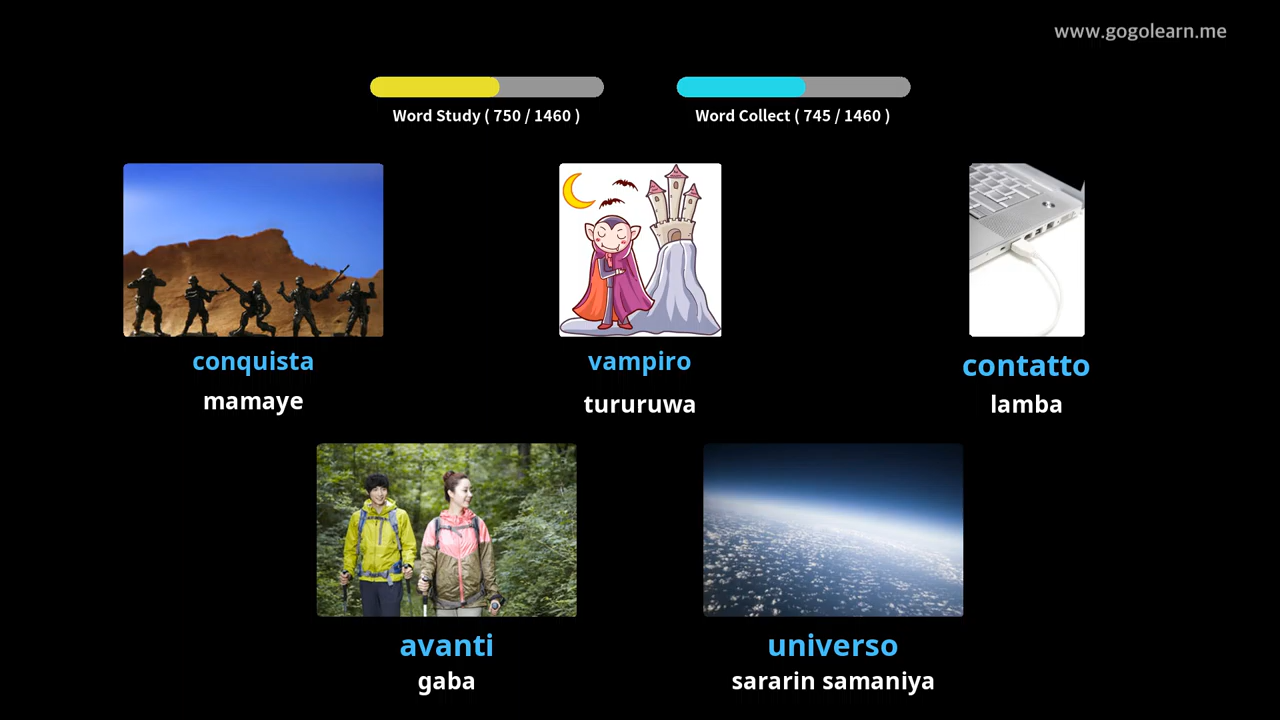 www.gogolearn.me
Word Study ( 750 / 1460 )
Word Collect ( 745 / 1460 )
conquista
mamaye
vampiro
tururuwa
contatto
lamba
avanti
gaba
universo
sararin samaniya